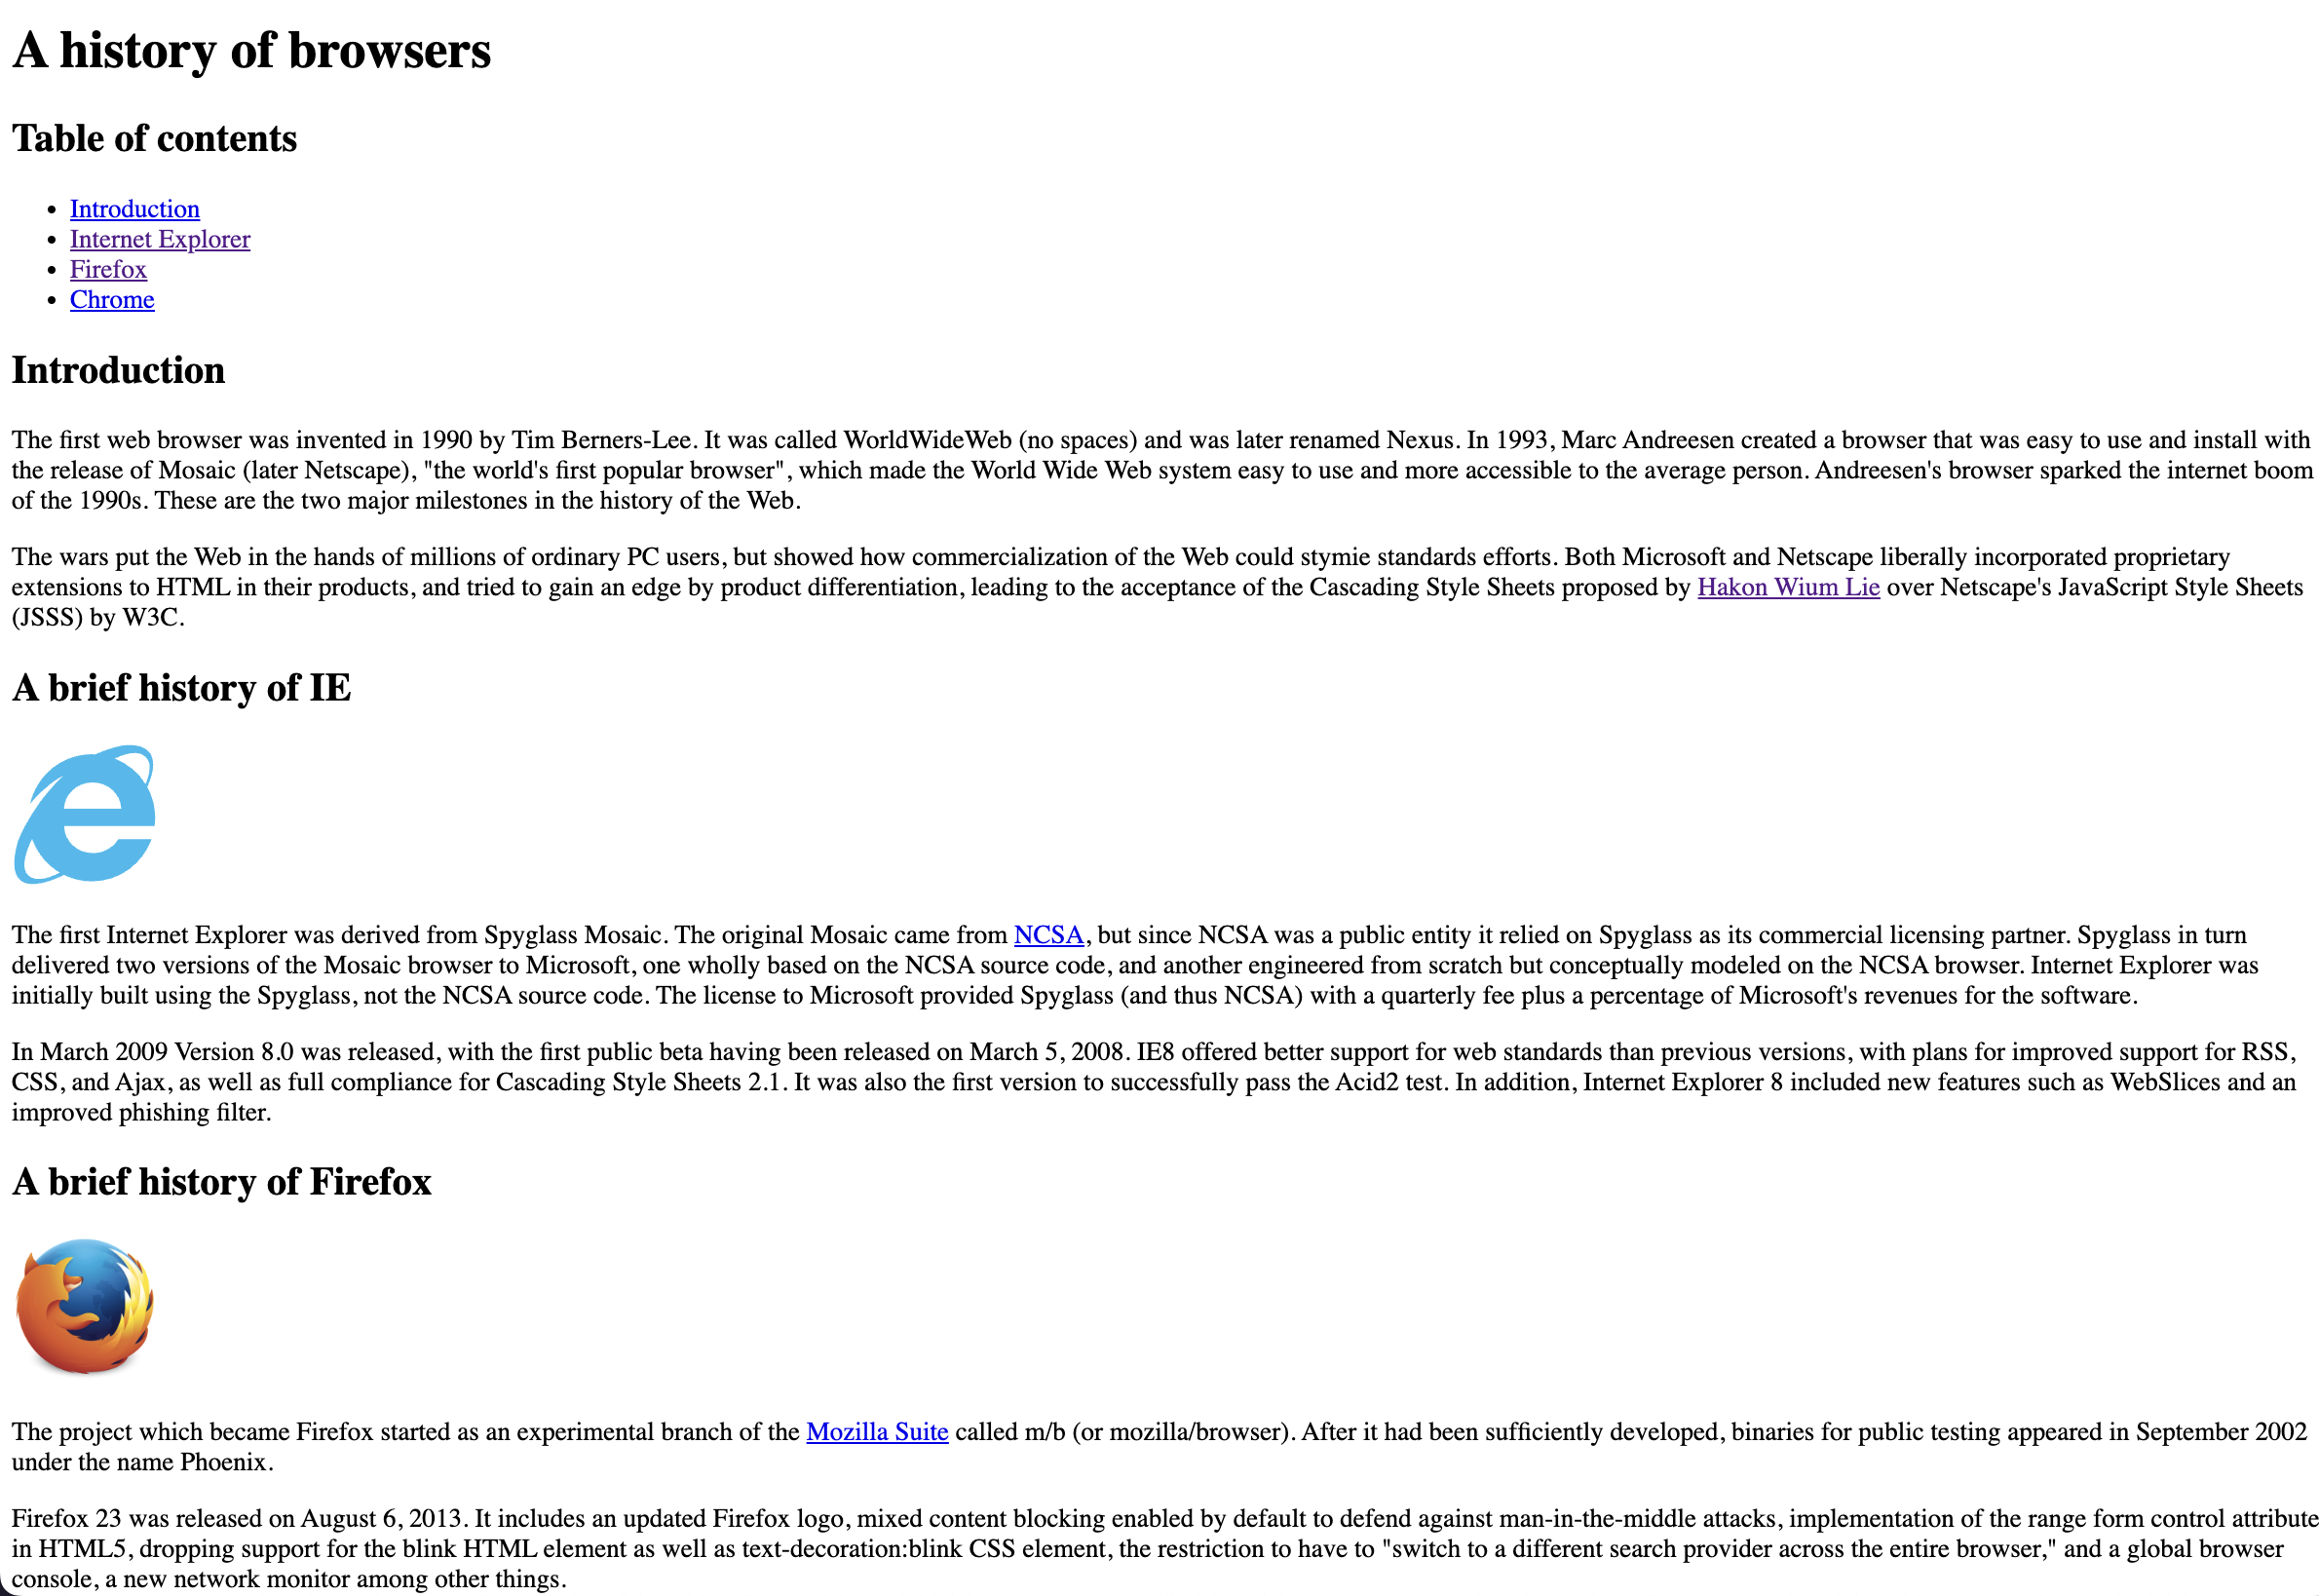 A history of browsers
Table of contents
Introduction
Internet Explorer
Firefox
Chrome
Introduction
The first web browser was invented in 1990 by Tim Berners-Lee. It was called WorldWideWeb (no spaces) and was later renamed Nexus. In 1993, Marc Andreesen created a browser that was easy to use and install with
the release of Mosaic (later Netscape), "the world's first popular browser", which made the World Wide Web system easy to use and more accessible to the average person. Andreesen's browser sparked the internet boom
of the 1990s. These are the two major milestones in the history of the Web.
The wars put the Web in the hands of millions of ordinary PC users, but showed how commercialization of the Web could stymie standards efforts. Both Microsoft and Netscape liberally incorporated proprietary
extensions to HTML in their products, and tried to gain an edge by product differentiation, leading to the acceptance of the Cascading Style Sheets proposed by Hakon Wium Lie over Netscape's JavaScript Style Sheets
(JSSS) by W3C.
A brief history of IE
The first Internet Explorer was derived from Spyglass Mosaic. The original Mosaic came from NCSA, but since NCSA was a public entity it relied on Spyglass as its commercial licensing partner. Spyglass in turn
delivered two versions of the Mosaic browser to Microsoft, one wholly based on the NCSA source code, and another engineered from scratch but conceptually modeled on the NCSA browser. Internet Explorer was
initially built using the Spyglass, not the NCSA source code. The license to Microsoft provided Spyglass (and thus NCSA) with a quarterly fee plus a percentage of Microsoft's revenues for the software.
In March 2009 Version 8.0 was released, with the first public beta having been released on March 5, 2008. IE8 offered better support for web standards than previous versions, with plans for improved support for RSS,
CSS, and Ajax, as well as full compliance for Cascading Style Sheets 2.1. It was also the first version to successfully pass the Acid2 test. In addition, Internet Explorer 8 included new features such as WebSlices and an
improved phishing filter.
A brief history of Firefox
The project which became Firefox started as an experimental branch of the Mozilla Suite called m/b (or mozilla/browser). After it had been sufficiently developed, binaries for public testing appeared in September 2002
under the name Phoenix.
Firefox 23 was released on August 6, 2013. It includes an updated Firefox logo, mixed content blocking enabled by default to defend against man-in-the-middle attacks, implementation of the range form control attribute
in HTML5, dropping support for the blink HTML element as well as text-decoration:blink CSS element, the restriction to have to "switch to a different search provider across the entire browser," and a global browser
console, a new network monitor among other things.